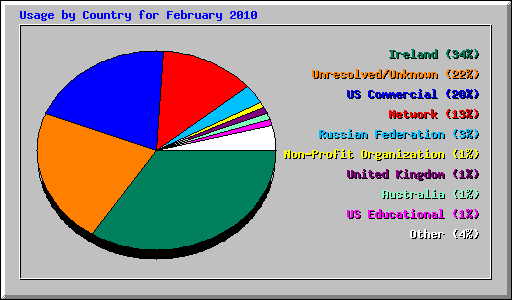 Usage by Country for February 2010
Ireland (34%)
Unresolved/Unknown (22%)
US Commercial (20%)
Network (13%)
Russian Federation (3%)
Non-Profit Organization (1%)
United Kingdom (1%)
Australia (1%)
US Educational (1%)
Other (4%)